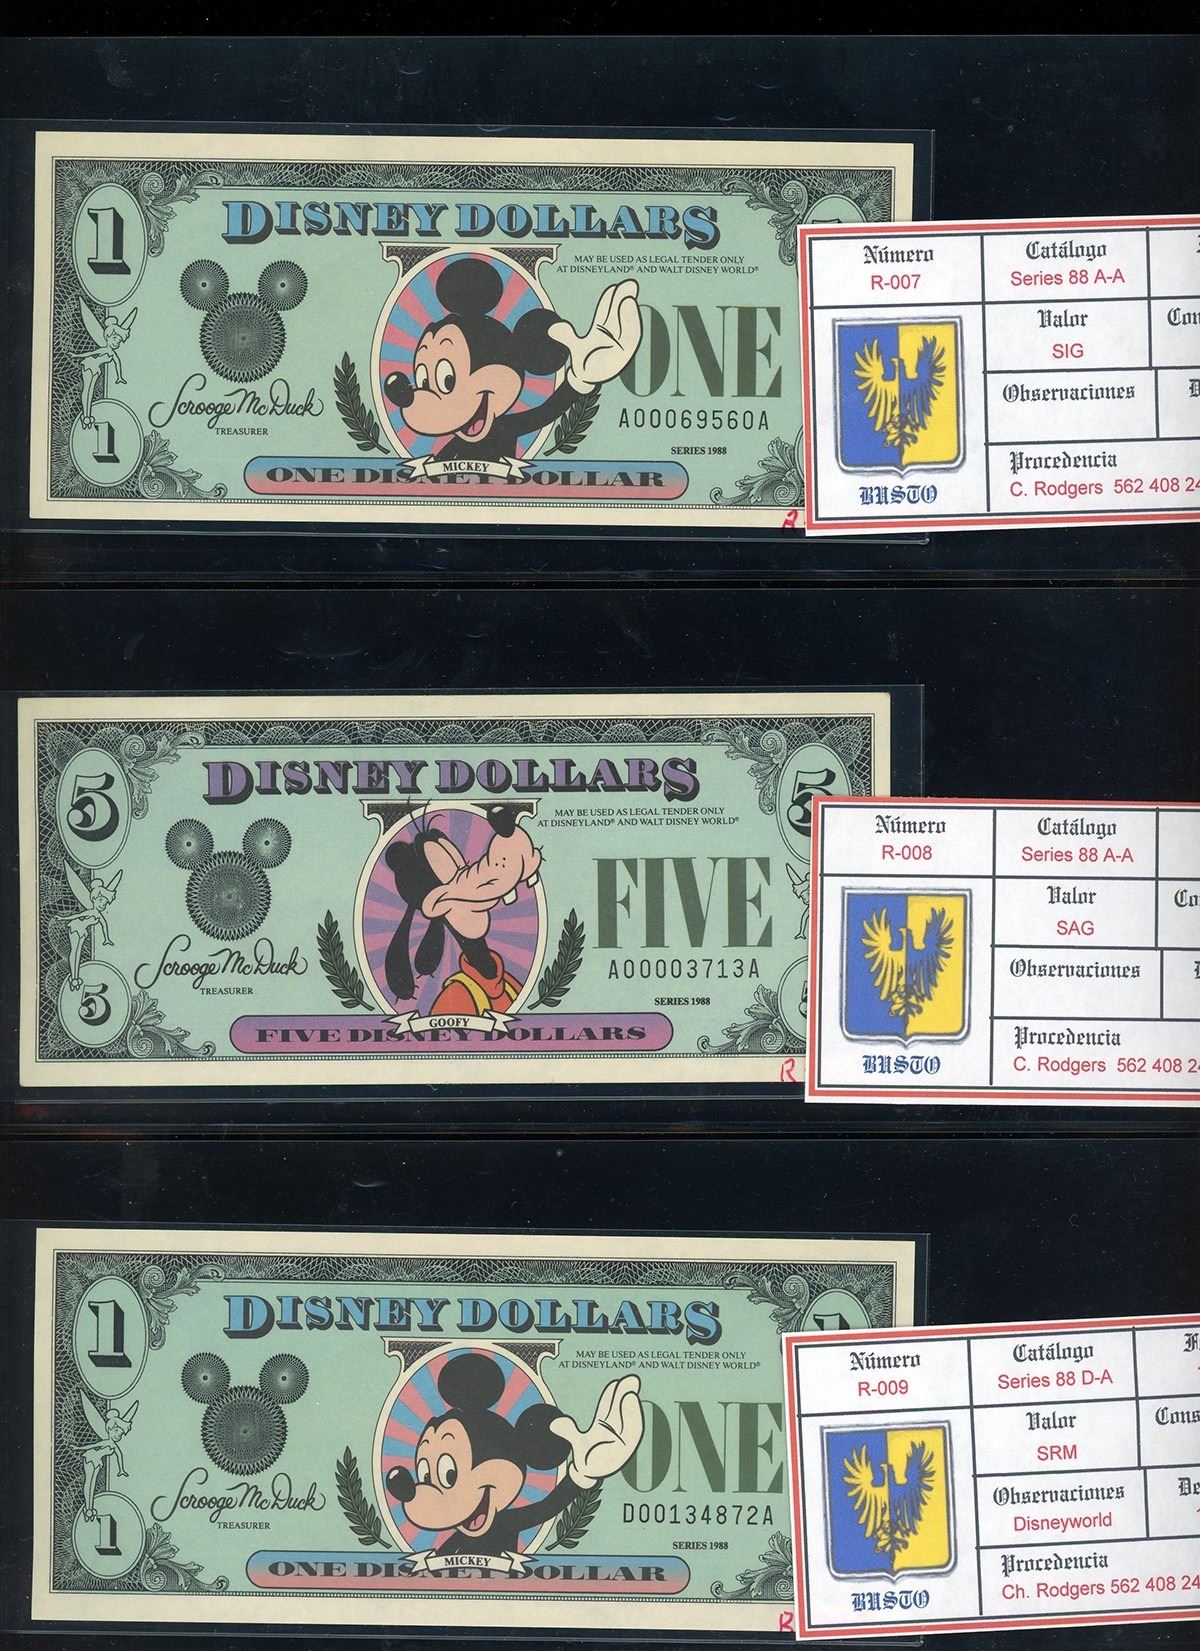 1
DISNEY DOLLARS
MAY BE USED AS LEGAL TENDER ONLY
AT DISNEYLAND® AND WALT DISNEY WORLD®
ONE
A00069560A
Scrooge McDuck
TREASURER
SERIES 1988
1
MICKEY
ONE DISNEY DOLLAR
R
Número
R-007
Catálogo
Series 88 A-A
Valor
SIG
Observaciones
Procedencia
C. Rodgers 562 408 24
BUSTO
5
DISNEY DOLLARS
5
MAY BE USED AS LEGAL TENDER ONLY
AT DISNEYLAND® AND WALT DISNEY WORLD®
FIVE
A00003713A
Scrooge McDuck
TREASURER
SERIES 1988
5
GOOFY
FIVE DISNEY DOLLARS
5
R
Número
R-008
Catálogo
Series 88 A-A
Valor
SAG
Observaciones
Procedencia
C. Rodgers 562 408 24
BUSTO
1
DISNEY DOLLARS
1
MAY BE USED AS LEGAL TENDER ONLY
AT DISNEYLAND® AND WALT DISNEY WORLD®
ONE
D00134872A
Scrooge McDuck
TREASURER
SERIES 1988
1
MICKEY
ONE DISNEY DOLLAR
R
Número
R-009
Catálogo
Series 88 D-A
Valor
SRM
Observaciones
Disneyworld
Procedencia
Ch. Rodgers 562 408 24
BUSTO